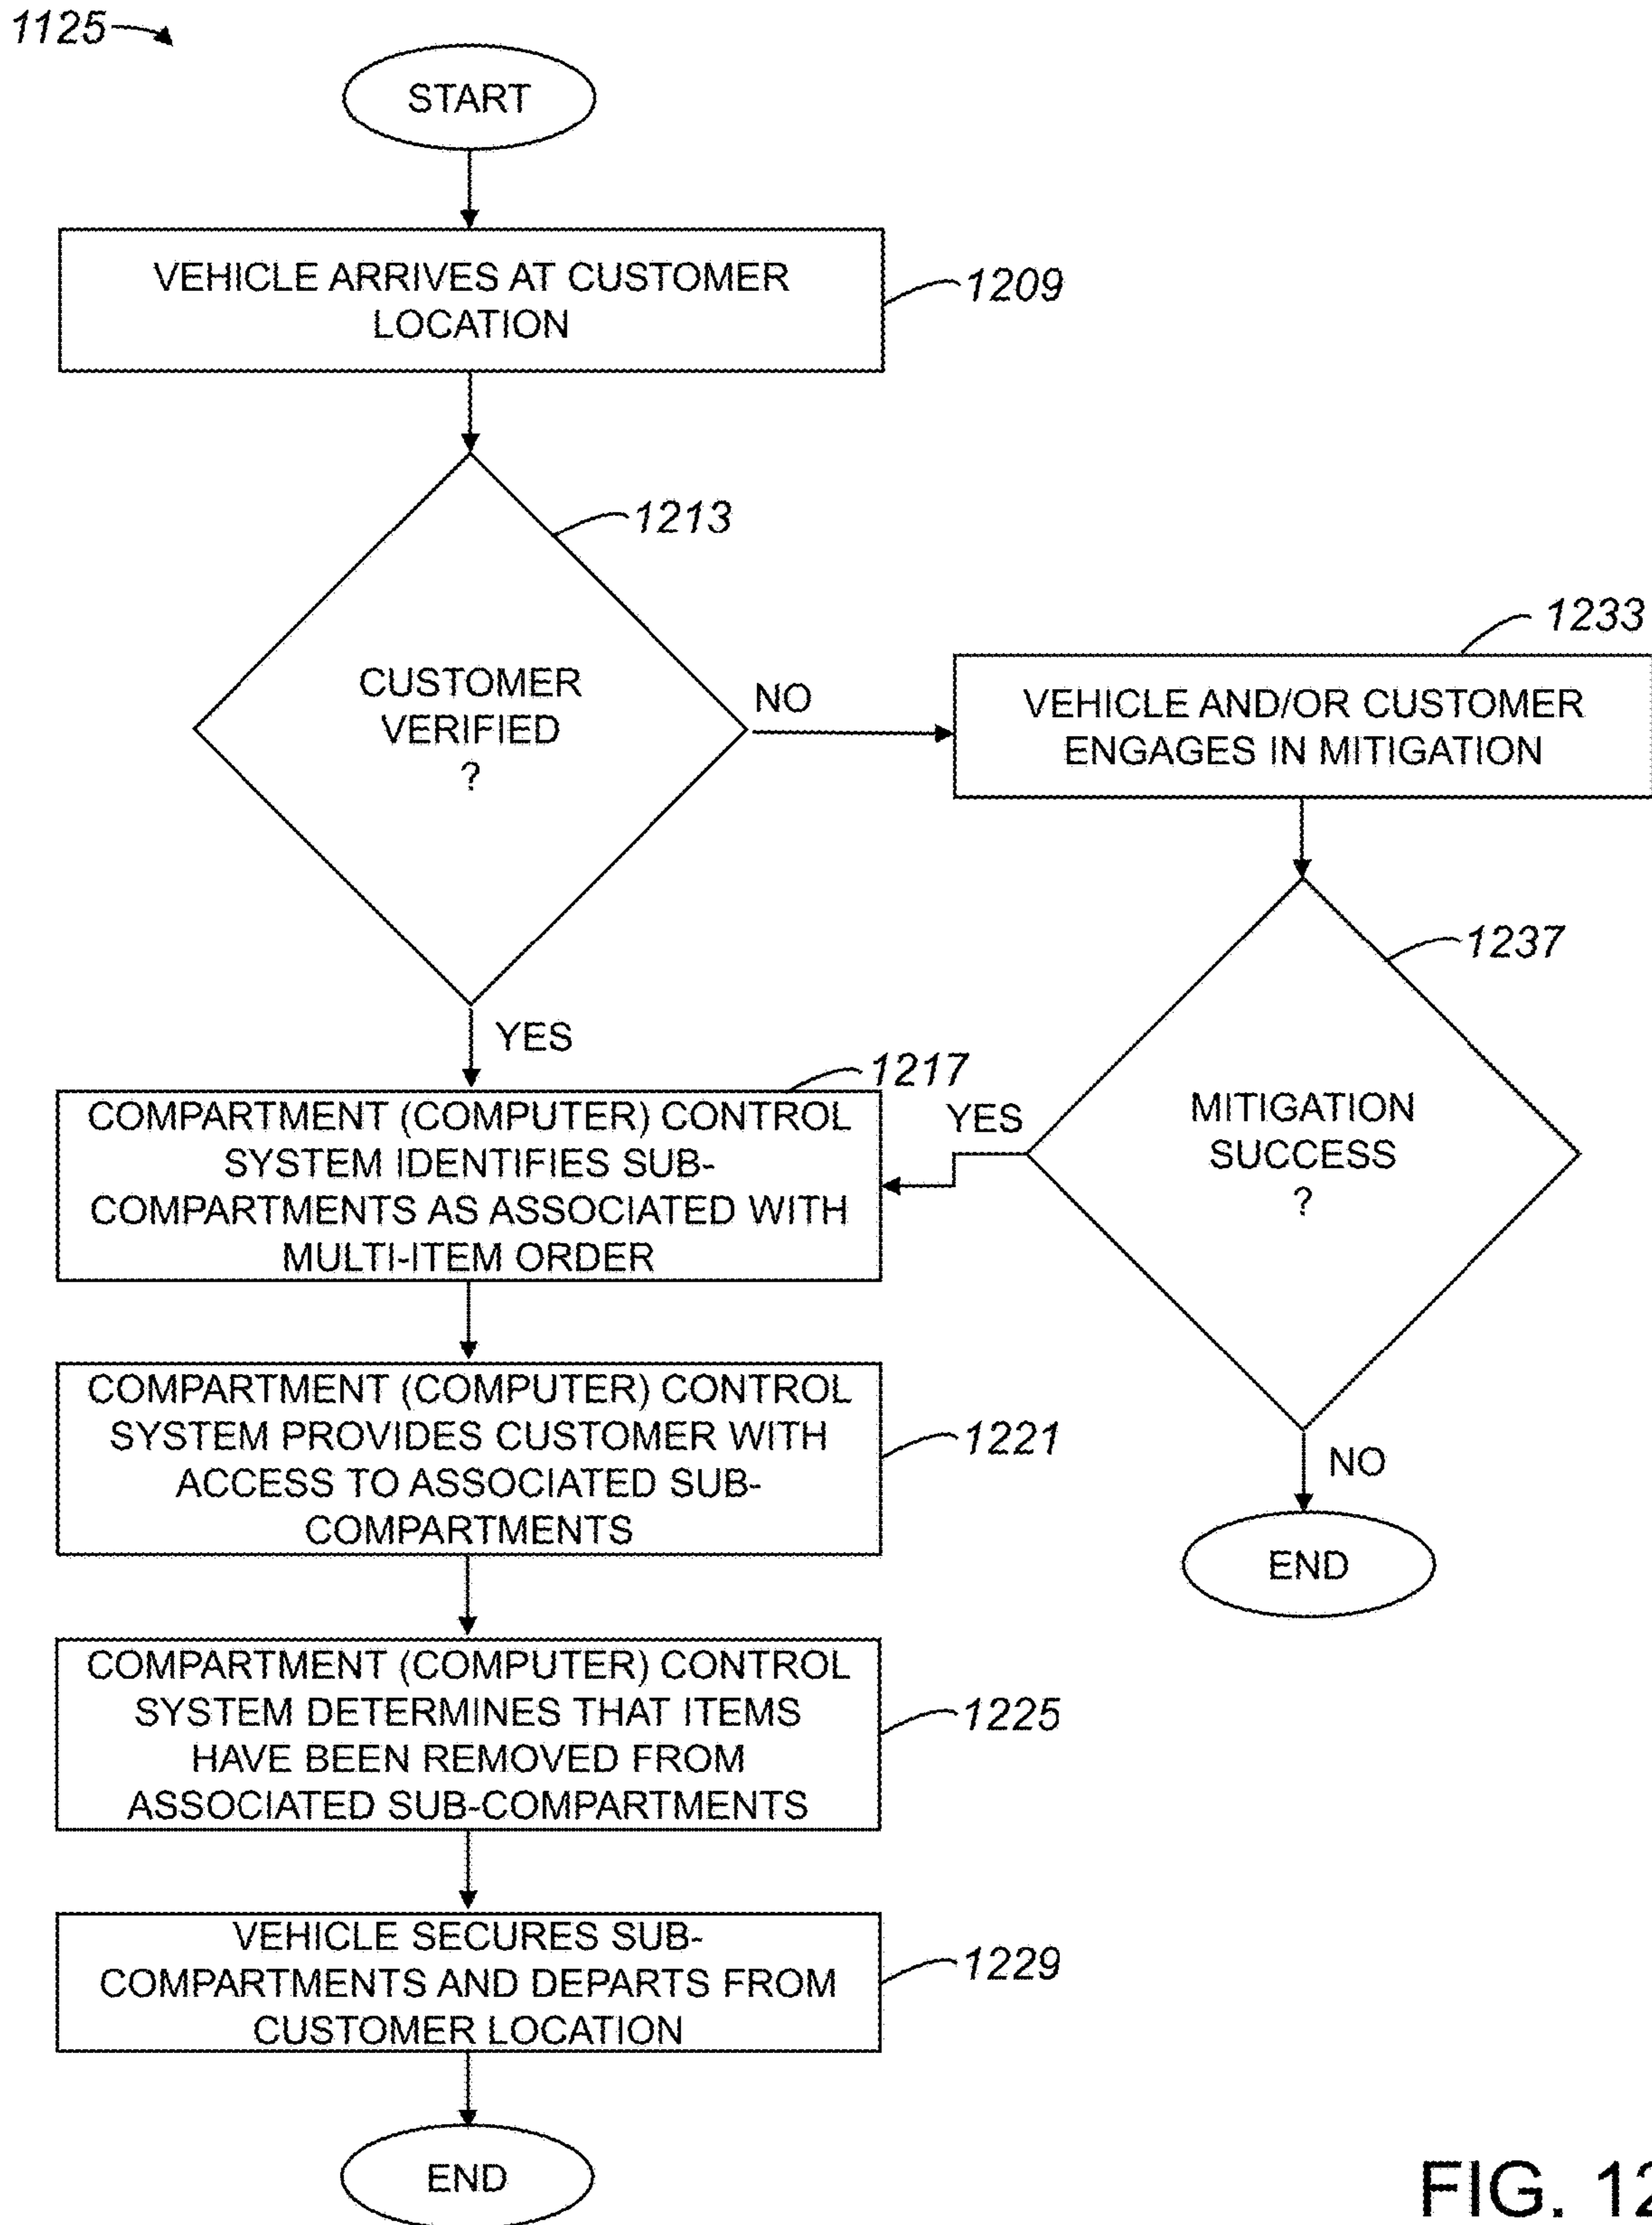 1125
START
VEHICLE ARRIVES AT CUSTOMER
LOCATION
1209
1213
CUSTOMER
VERIFIED
?
NO
1233
VEHICLE AND/OR CUSTOMER
ENGAGES IN MITIGATION
1237
MITIGATION
SUCCESS
?
YES
YES
NO
END
1217
COMPARTMENT (COMPUTER) CONTROL
SYSTEM IDENTIFIES SUB-
COMPARTMENTS AS ASSOCIATED WITH
MULTI-ITEM ORDER
COMPARTMENT (COMPUTER) CONTROL
SYSTEM PROVIDES CUSTOMER WITH
ACCESS TO ASSOCIATED SUB-
COMPARTMENTS
1221
COMPARTMENT (COMPUTER) CONTROL
SYSTEM DETERMINES THAT ITEMS
HAVE BEEN REMOVED FROM
ASSOCIATED SUB-COMPARTMENTS
1225
VEHICLE SECURES SUB-
COMPARTMENTS AND DEPARTS FROM
CUSTOMER LOCATION
1229
END
FIG. 12